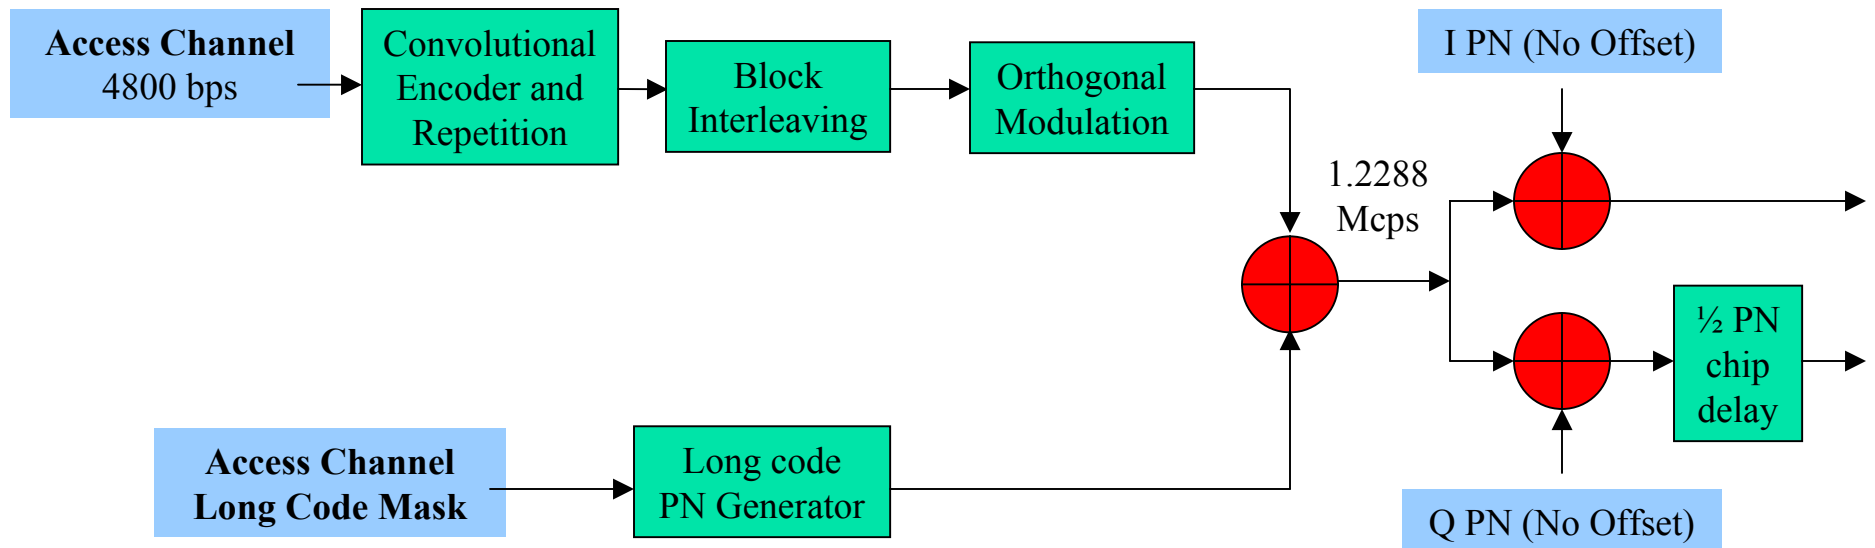 Access Channel
4800 bps
Convolutional
Encoder and
Repetition
Block
Interleaving
Orthogonal
Modulation
I PN (No Offset)
1.2288
Mcps
½ PN
chip
delay
Access Channel
Long Code Mask
Long code
PN Generator
Q PN (No Offset)